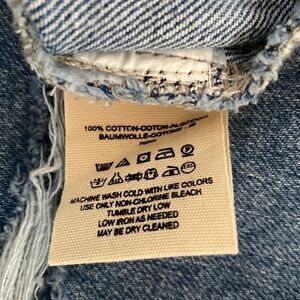 100% COTTON-
BAUMWOLLE-
MACHINE WASH COLD WITH LIKE COLORS
USE ONLY NON-CHLORINE BLEACH
TUMBLE DRY LOW
LOW IRON AS NEEDED
MAY BE DRY CLEANED